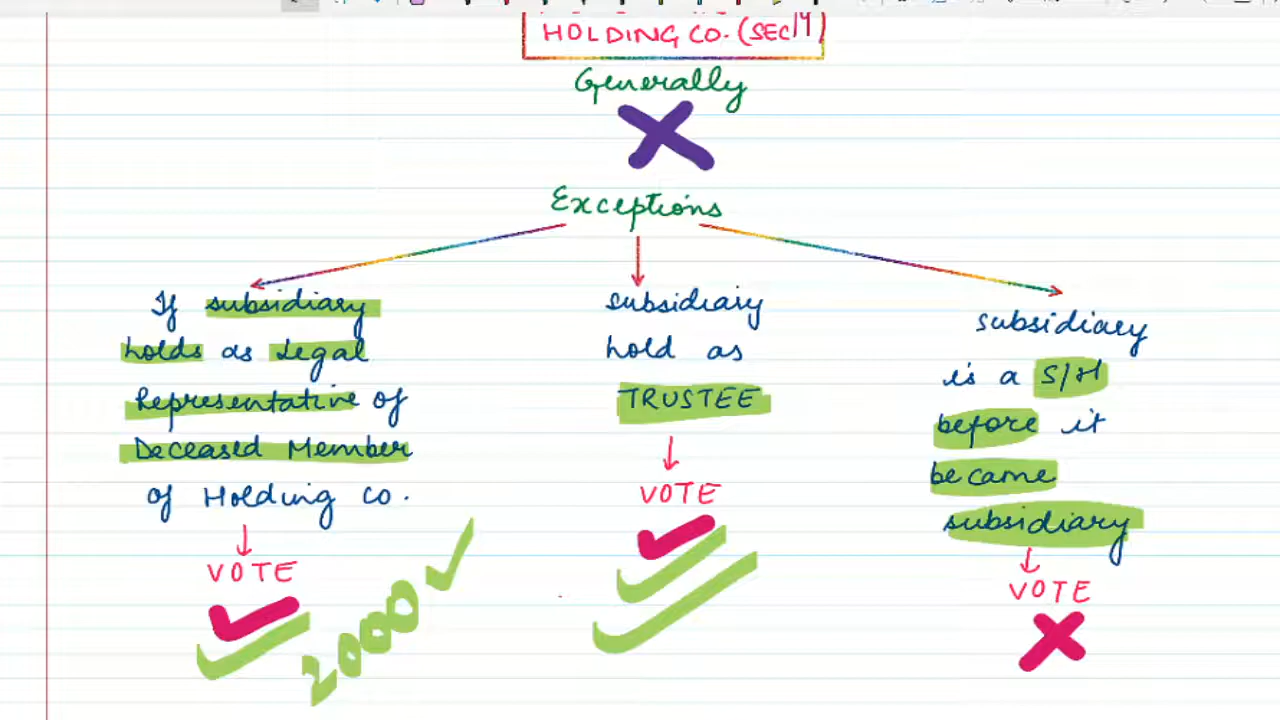 HOLDING CO. (SEC 19)
Generally
Exceptions
If subsidiary
holds as Legal
Representative of
Deceased Member
of Holding co.
VOTE
2000
subsidiary
hold as
TRUSTEE
VOTE
subsidiary
is a S/H
before it
became
subsidiary
VOTE